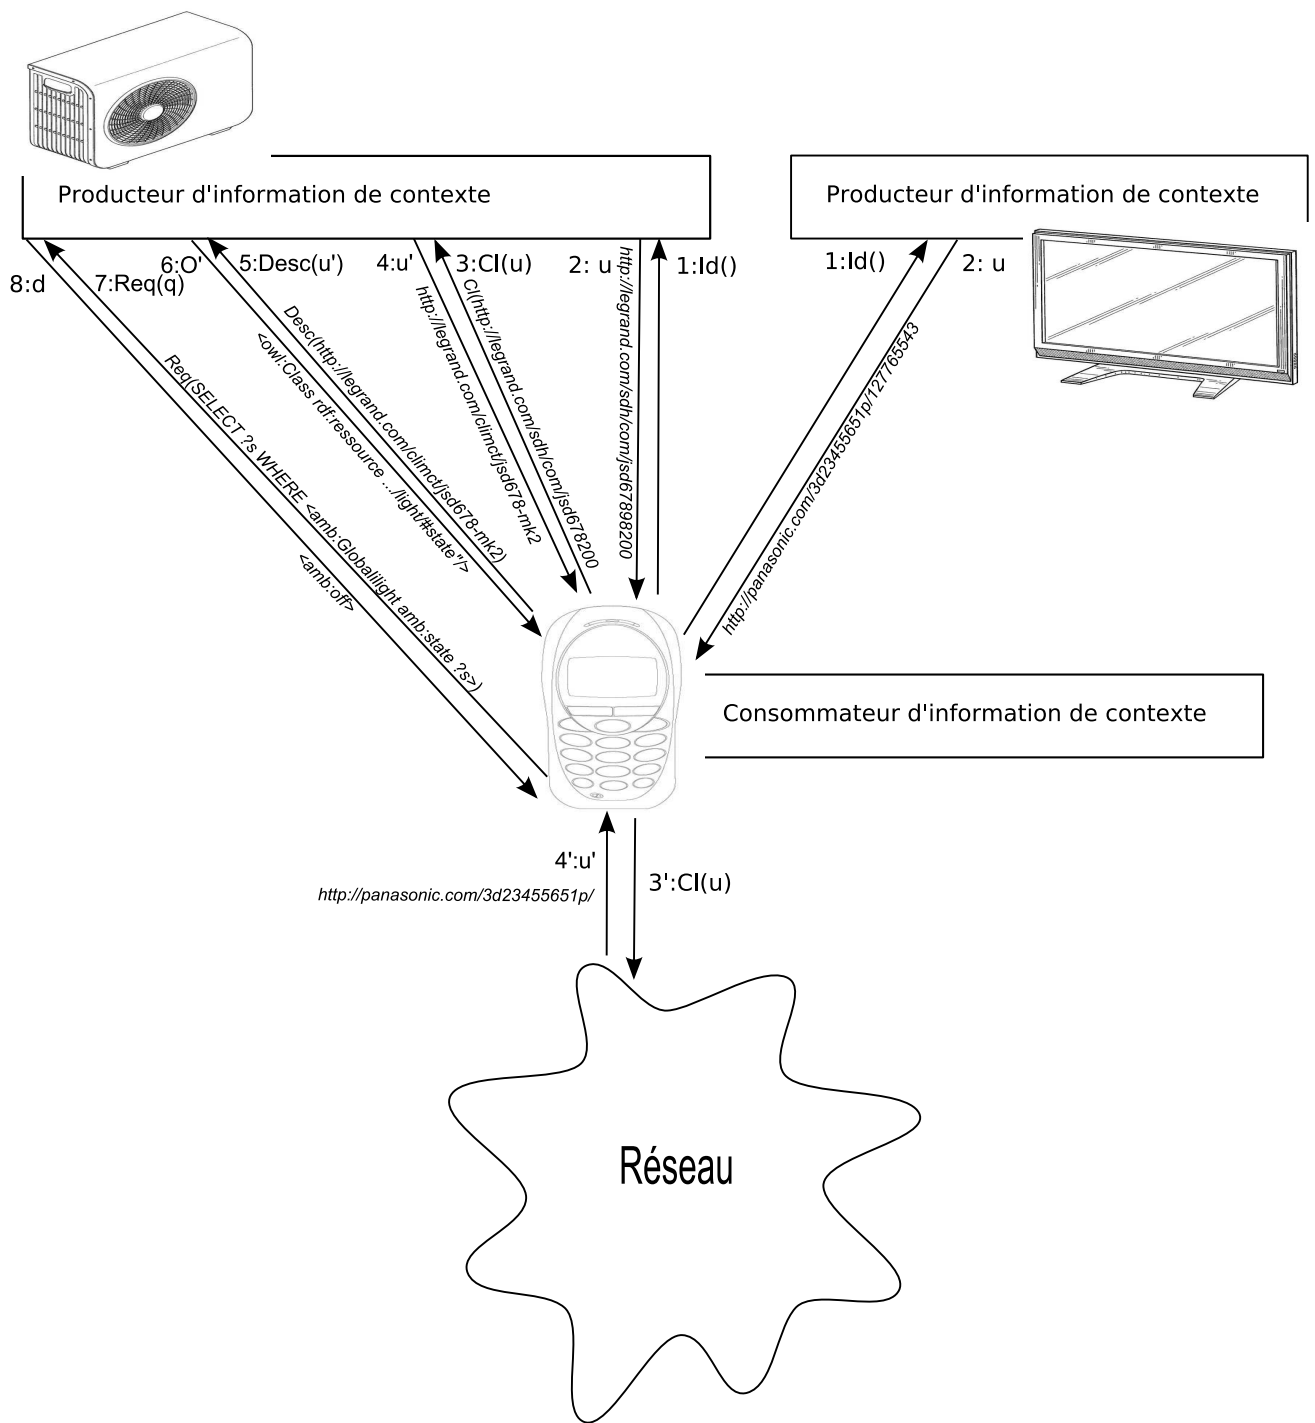 Producteur d'information de contexte
Producteur d'information de contexte
8:d
7:Req(q)
6:O'
5:Desc(u')
4:u'
3:Cl(u)
2: u
1:Id()
1:Id()
2: u
Req(SELECT ?s WHERE <amb:Globalilight amb:state ?s>)
<amb:off>
Desc(http://legrand.com/climct/jsd678-mk2)
<owl:Class rdf:ressource .../light/#state"/>
http://legrand.com/climct/jsd678-mk2
Cl(http://legrand.com/sdh/com/jsd678200
http://legrand.com/sdh/com/jsd67898200
http://panasonic.com/3d23455651p/127765543
Consommateur d'information de contexte
4':u'
http://panasonic.com/3d23455651p/
3':Cl(u)
Réseau